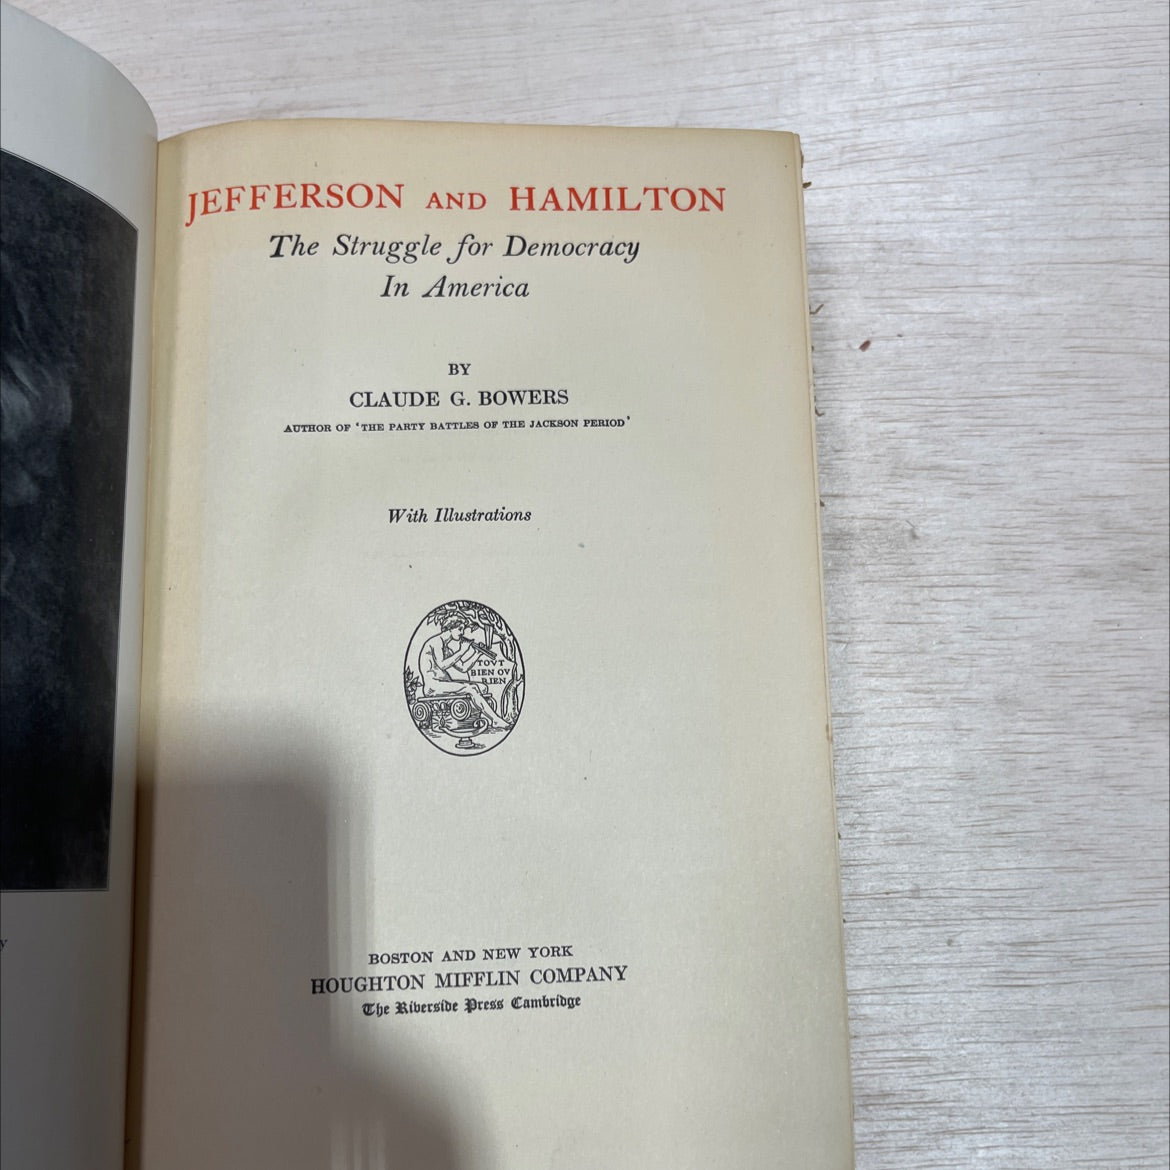 JEFFERSON AND HAMILTON
The Struggle for Democracy
In America
BY
CLAUDE G. BOWERS
AUTHOR OF 'THE PARTY BATTLES OF THE JACKSON PERIOD'
With Illustrations
TOVT
BIEN OV
RIEN
BOSTON AND NEW YORK
HOUGHTON MIFFLIN COMPANY
The Riverside Press Cambridge